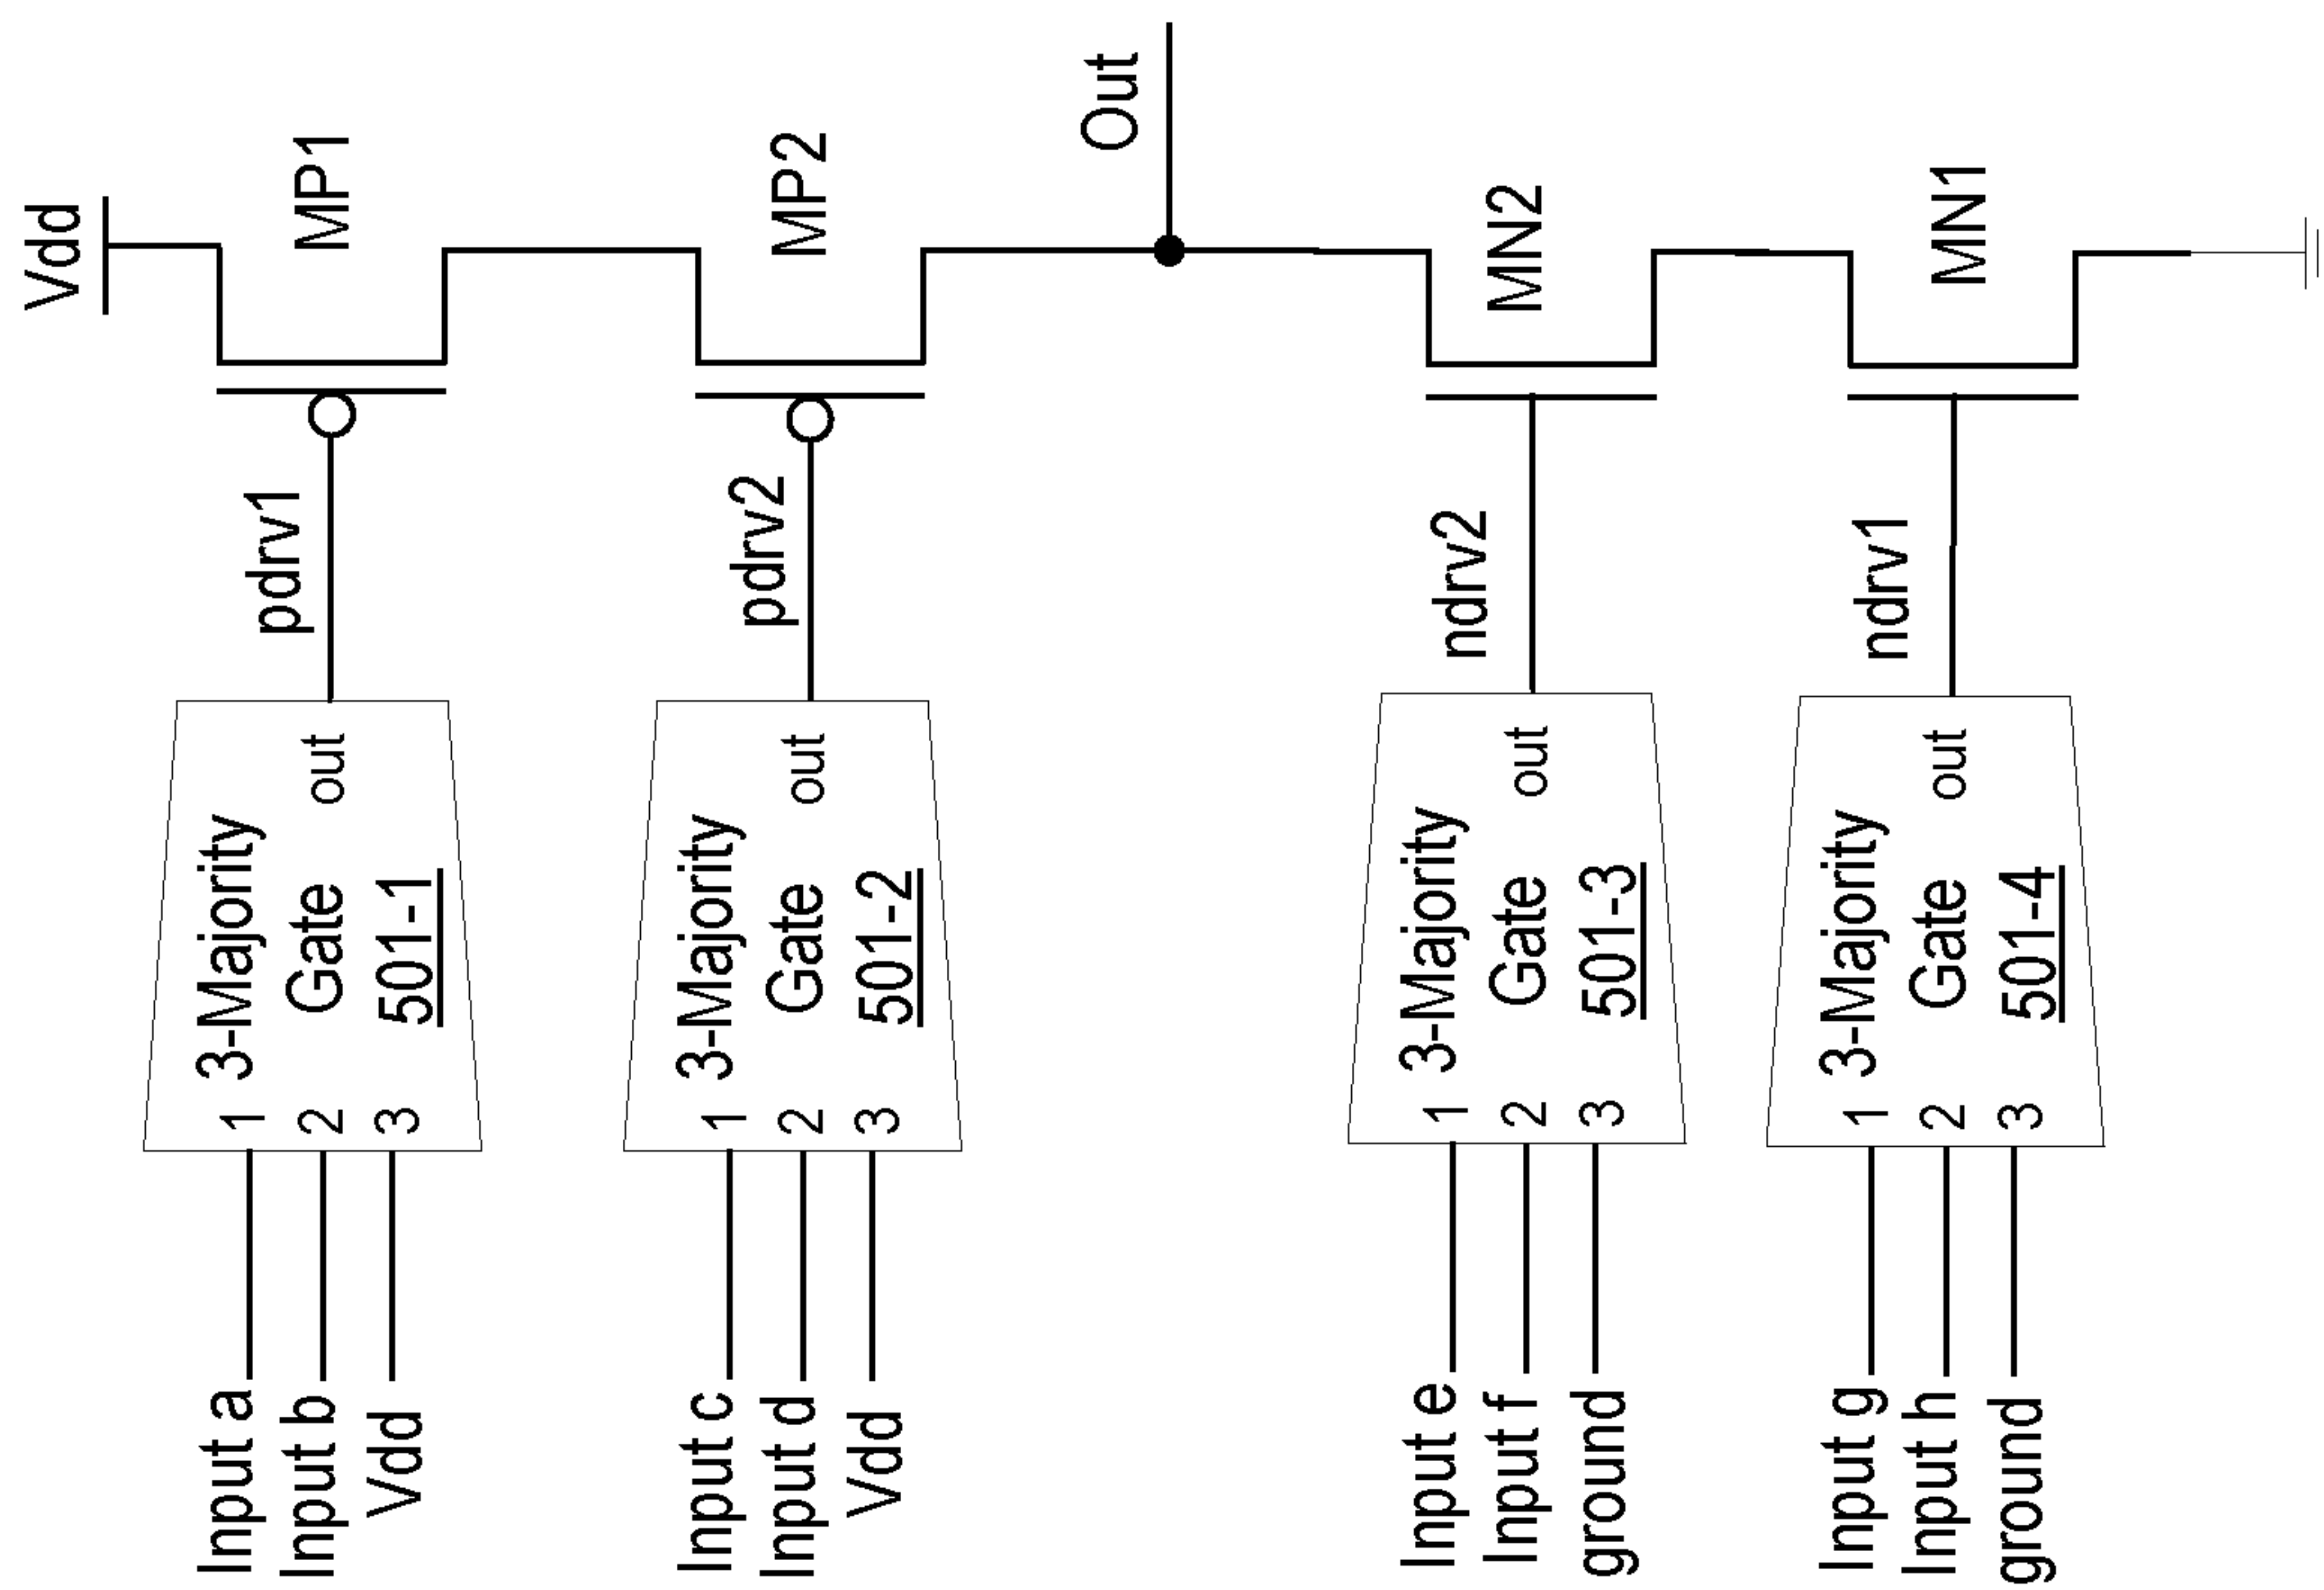 Vdd
MP1
MP2
Out
MN2
MN1
pdrv1
pdrv2
ndrv2
ndrv1
3-Majority
Gate
501-1
out
1
2
3
Input a
Input b
Vdd
3-Majority
Gate
501-2
out
1
2
3
Input c
Input d
Vdd
3-Majority
Gate
501-3
out
1
2
3
Input e
Input f
ground
3-Majority
Gate
501-4
out
1
2
3
Input g
Input h
ground